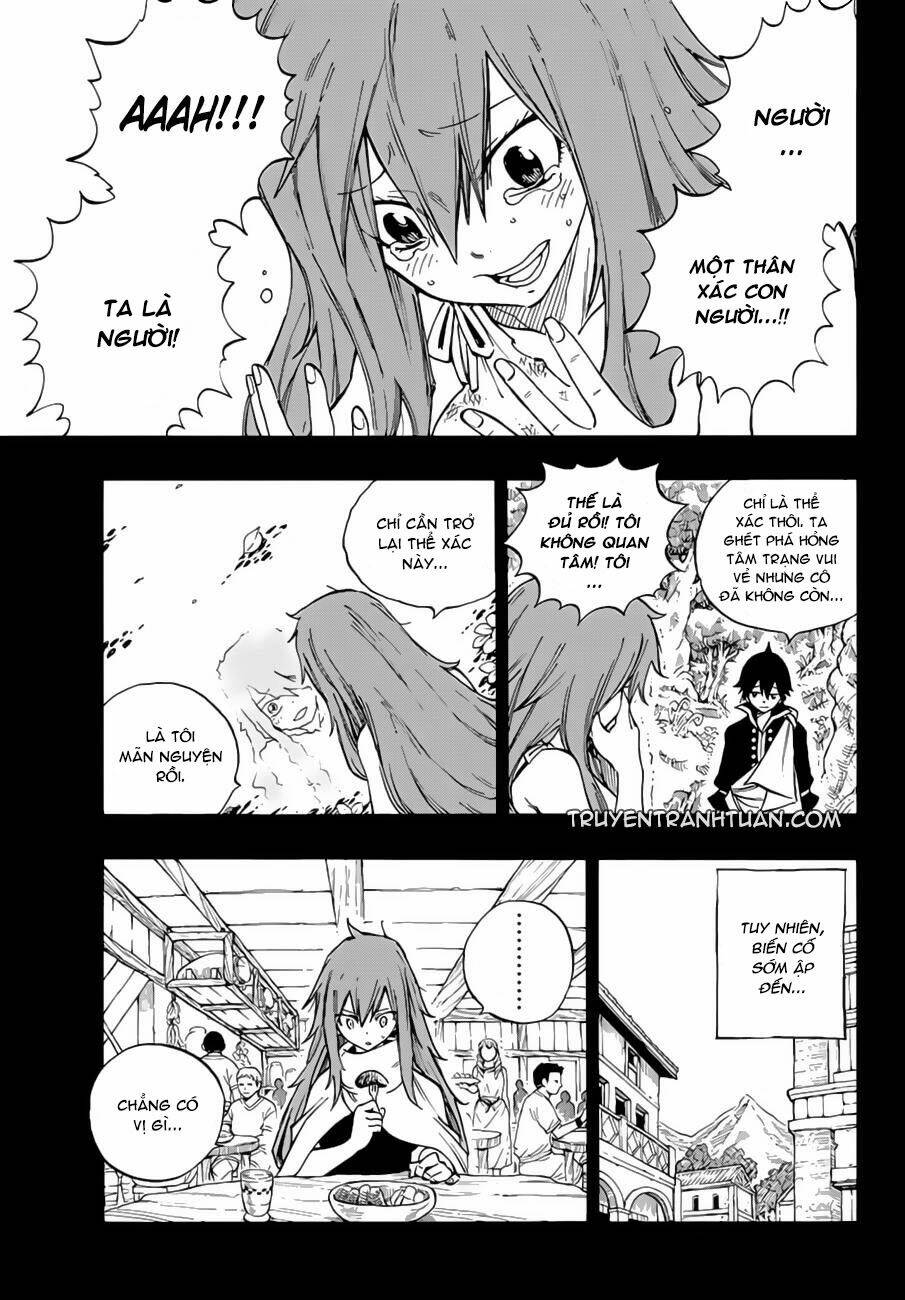 NGƯỜI
...
MỘT THÂN
XÁC CON
NGƯỜI...!!
AAAH!!!
TA LÀ
NGƯỜI!
CHỈ LÀ THỂ
XÁC THÔI. TA
GHÉT PHÁ HỎNG
TÂM TRẠNG VUI
VẺ NHƯNG CÔ
ĐÃ KHÔNG CÒN...
THẾ LÀ
ĐỦ RỒI! TÔI
KHÔNG QUAN
TÂM! TÔI
...
CHỈ CẦN TRỞ
LẠI THỂ XÁC
NÀY...
LÀ TÔI
MÃN NGUYỆN
RỒI.
TRUYENTRANHTUAN.COM
TUY NHIÊN,
BIẾN CỐ
SỚM ẬP
ĐẾN...
........
CHẲNG CÓ
VỊ GÌ...